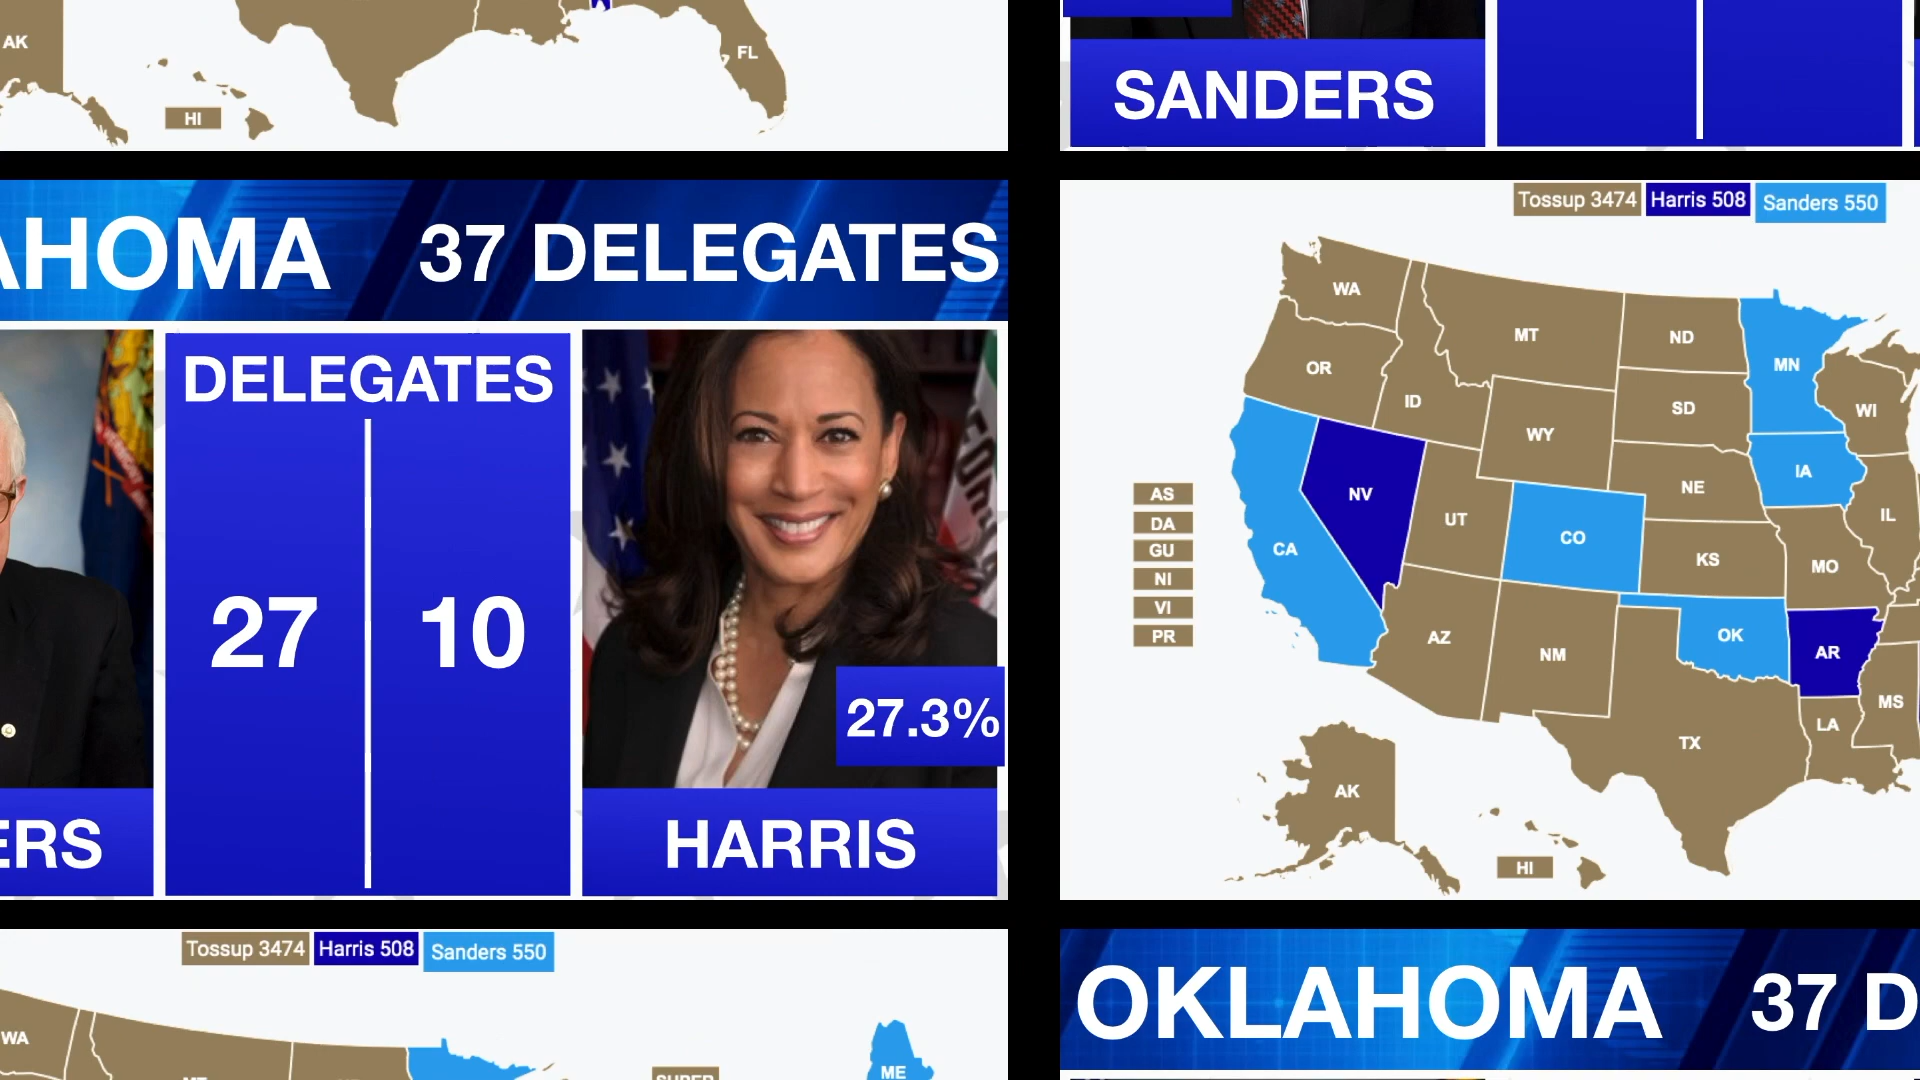 AK
FL
HI
SANDERS
AHOMA
37 DELEGATES
DELEGATES
27
10
27.3%
ERS
HARRIS
Tossup 3474
Harris 508
Sanders 550
WA
MT
ND
MN
OR
ID
SD
WI
WY
IA
NE
NV
AS
DA
GU
NI
VI
PR
UT
CO
IL
CA
KS
MO
AZ
NM
OK
AR
MS
LA
TX
AK
HI
Tossup 3474
Harris 508
Sanders 550
WA
ME
OKLAHOMA
37 D